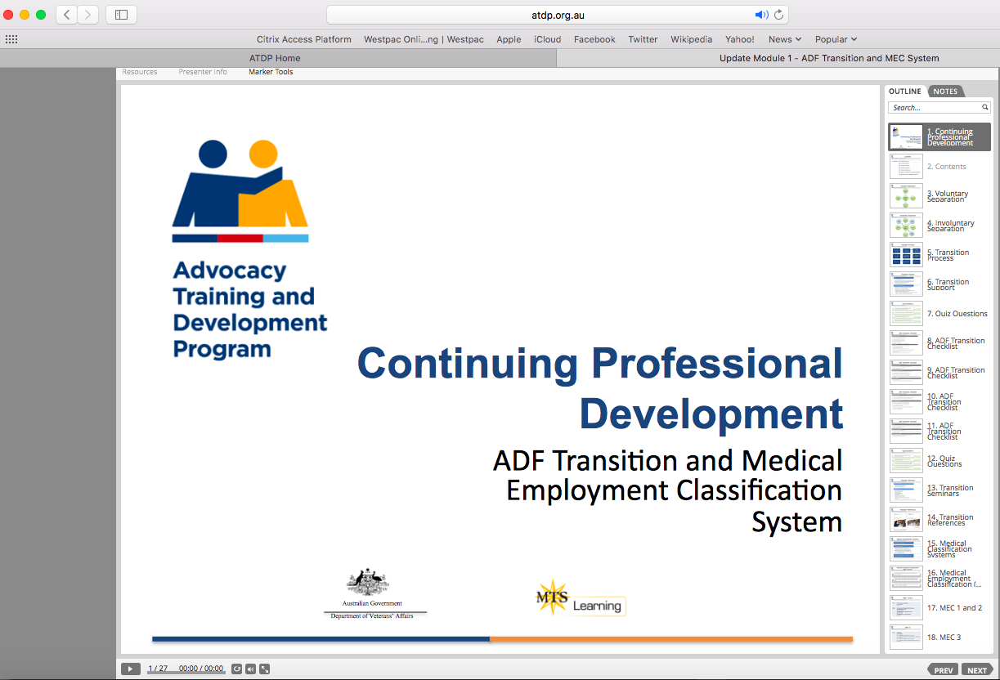 atdp.org.au
Citrix Access Platform
Westpac Onli...ng | Westpac
Apple
iCloud
Facebook
Twitter
Wikipedia
Yahoo!
News
Popular
ATDP Home
Update Module 1 - ADF Transition and MEC System
Resources
Presenter Info
Marker Tools
Advocacy
Training and
Development
Program
Continuing Professional
Development
ADF Transition and Medical
Employment Classification
System
Australian Government
Department of Veterans' Affairs
MTS
Learning
OUTLINE
NOTES
Search...
1. Continuing
Professional
Development
2. Contents
3. Voluntary
Separation
4. Involuntary
Separation
5. Transition
Process
6. Transition
Support
7. Quiz Questions
8. ADF Transition
Checklist
9. ADF Transition
Checklist
10. ADF
Transition
Checklist
11. ADF
Transition
Checklist
12. Quiz
Questions
13. Transition
Seminars
14. Transition
References
15. Medical
Classification
Systems
16. Medical
Employment
Classification (...
17. MEC 1 and 2
18. MEC 3
1 / 27
00:00 / 00:00
PREV
NEXT